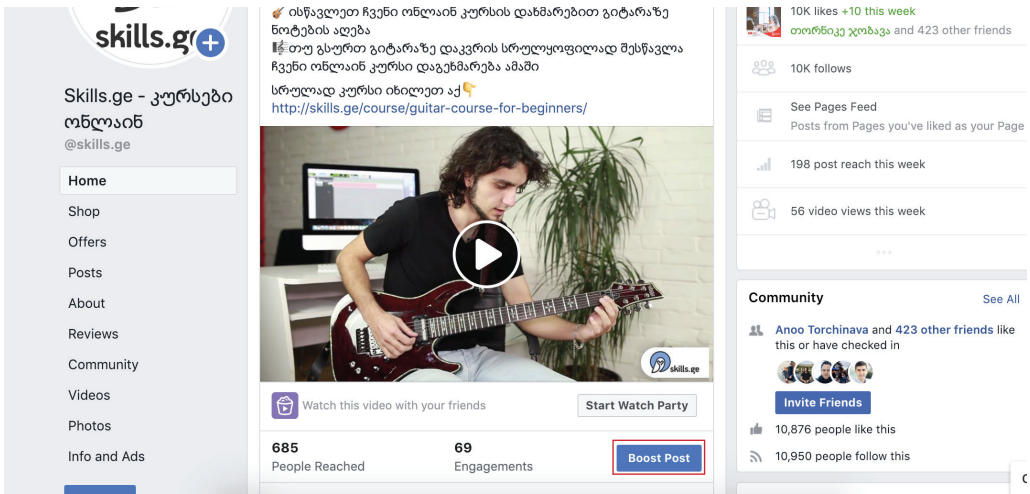 skills.g
Skills.ge - კურსები
ონლაინ
@skills.ge
Home
Shop
Offers
Posts
About
Reviews
Community
Videos
Photos
Info and Ads
🎸 ისწავლეთ ჩვენი ონლაინ კურსის დახმარებით გიტარაზე
ნოტების აღება
🎼თუ გსურთ გიტარაზე დაკვრის სრულყოფილად შესწავლა
ჩვენი ონლაინ კურსი დაგეხმარება ამაში
სრულად კურსი იხილეთ აქ👇
http://skills.ge/course/guitar-course-for-beginners/
skills.ge
Watch this video with your friends
Start Watch Party
685
People Reached
69
Engagements
Boost Post
10K likes +10 this week
თორნიკე ჯობავა and 423 other friends
10K follows
See Pages Feed
Posts from Pages you've liked as your Page
198 post reach this week
56 video views this week
Community
See All
Anoo Torchinava and 423 other friends like
this or have checked in
Invite Friends
10,876 people like this
10,950 people follow this